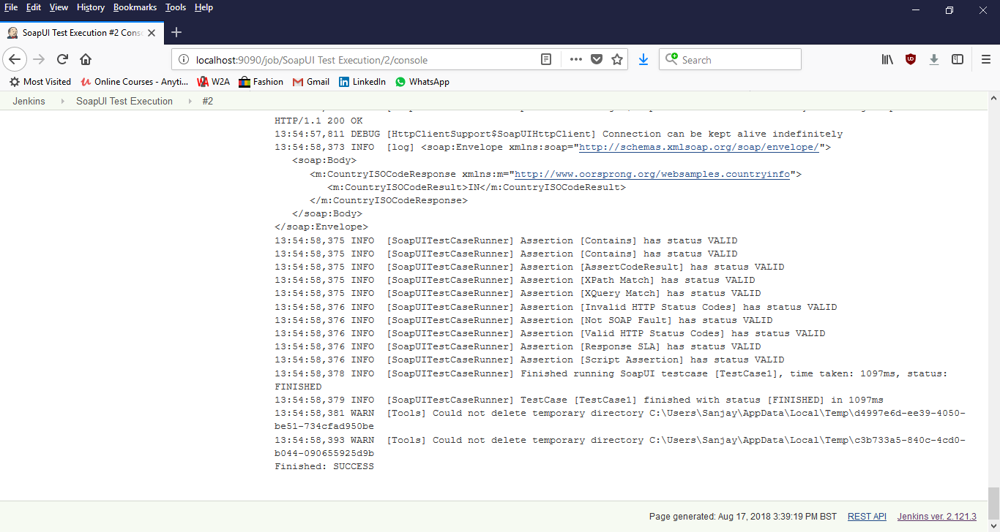 File Edit View History Bookmarks Tools Help
SoapUI Test Execution #2 Conso
localhost:9090/job/SoapUI Test Execution/2/console
Search
Most Visited Online Courses - Anyti... W2A Fashion Gmail LinkedIn WhatsApp
Jenkins SoapUI Test Execution #2
HTTP/1.1 200 OK
13:54:57,811 DEBUG [HttpClientSupport$SoapUIHttpClient] Connection can be kept alive indefinitely
13:54:58,373 INFO [log] <soap:Envelope xmlns:soap="http://schemas.xmlsoap.org/soap/envelope/">
<soap:Body>
<m:CountryISOCodeResponse xmlns:m="http://www.oorsprong.org/websamples.countryinfo">
<m:CountryISOCodeResult>IN</m:CountryISOCodeResult>
</m:CountryISOCodeResponse>
</soap:Body>
</soap:Envelope>
13:54:58,375 INFO [SoapUITestCaseRunner] Assertion [Contains] has status VALID
13:54:58,375 INFO [SoapUITestCaseRunner] Assertion [Contains] has status VALID
13:54:58,375 INFO [SoapUITestCaseRunner] Assertion [AssertCodeResult] has status VALID
13:54:58,375 INFO [SoapUITestCaseRunner] Assertion [XPath Match] has status VALID
13:54:58,375 INFO [SoapUITestCaseRunner] Assertion [XQuery Match] has status VALID
13:54:58,376 INFO [SoapUITestCaseRunner] Assertion [Invalid HTTP Status Codes] has status VALID
13:54:58,376 INFO [SoapUITestCaseRunner] Assertion [Not SOAP Fault] has status VALID
13:54:58,376 INFO [SoapUITestCaseRunner] Assertion [Valid HTTP Status Codes] has status VALID
13:54:58,376 INFO [SoapUITestCaseRunner] Assertion [Response SLA] has status VALID
13:54:58,376 INFO [SoapUITestCaseRunner] Assertion [Script Assertion] has status VALID
13:54:58,378 INFO [SoapUITestCaseRunner] Finished running SoapUI testcase [TestCase1], time taken: 1097ms, status:
FINISHED
13:54:58,379 INFO [SoapUITestCaseRunner] TestCase [TestCase1] finished with status [FINISHED] in 1097ms
13:54:58,381 WARN [Tools] Could not delete temporary directory C:\Users\Sanjay\AppData\Local\Temp\d4997e6d-ee39-4050-
be51-734cfad950be
13:54:58,393 WARN [Tools] Could not delete temporary directory C:\Users\Sanjay\AppData\Local\Temp\c3b733a5-840c-4cd0-
b044-090655925d9b
Finished: SUCCESS
Page generated: Aug 17, 2018 3:39:19 PM BST REST API Jenkins ver. 2.121.3